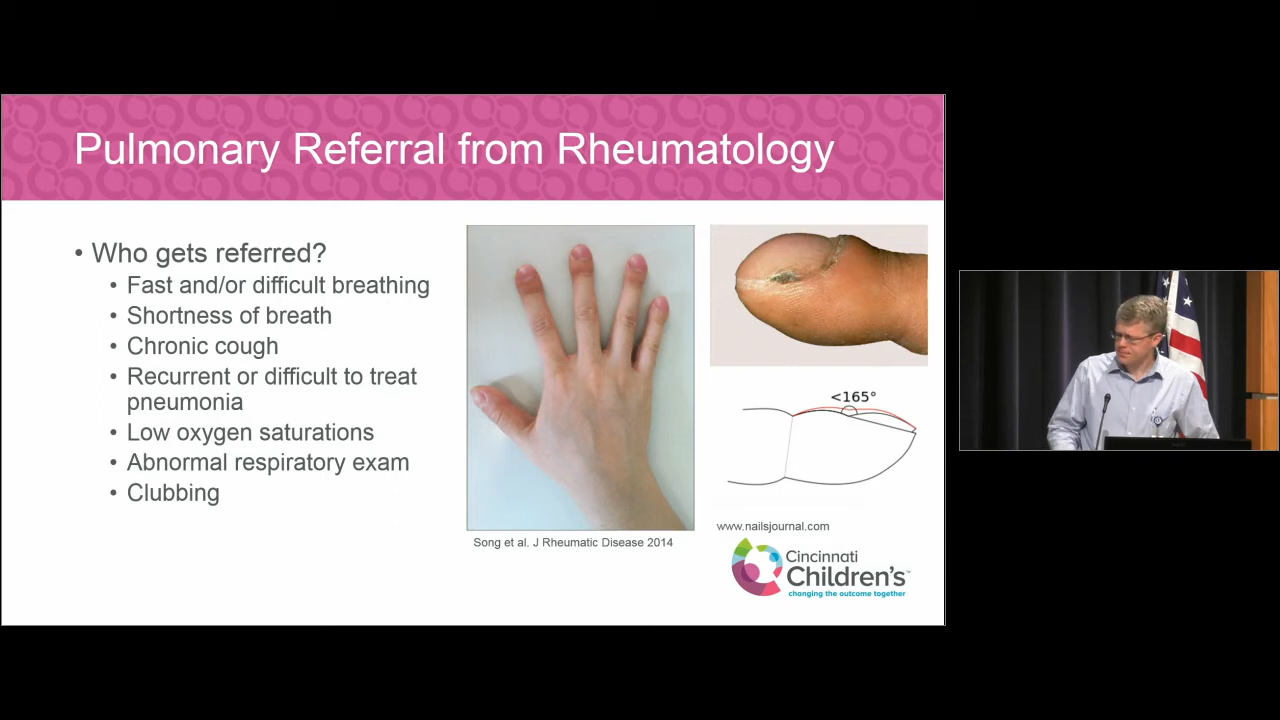 Pulmonary Referral from Rheumatology
• Who gets referred?
• Fast and/or difficult breathing
• Shortness of breath
• Chronic cough
• Recurrent or difficult to treat
pneumonia
• Low oxygen saturations
• Abnormal respiratory exam
• Clubbing
Song et al. J Rheumatic Disease 2014
<165°
www.nailsjournal.com
Cincinnati
Children's™
changing the outcome together